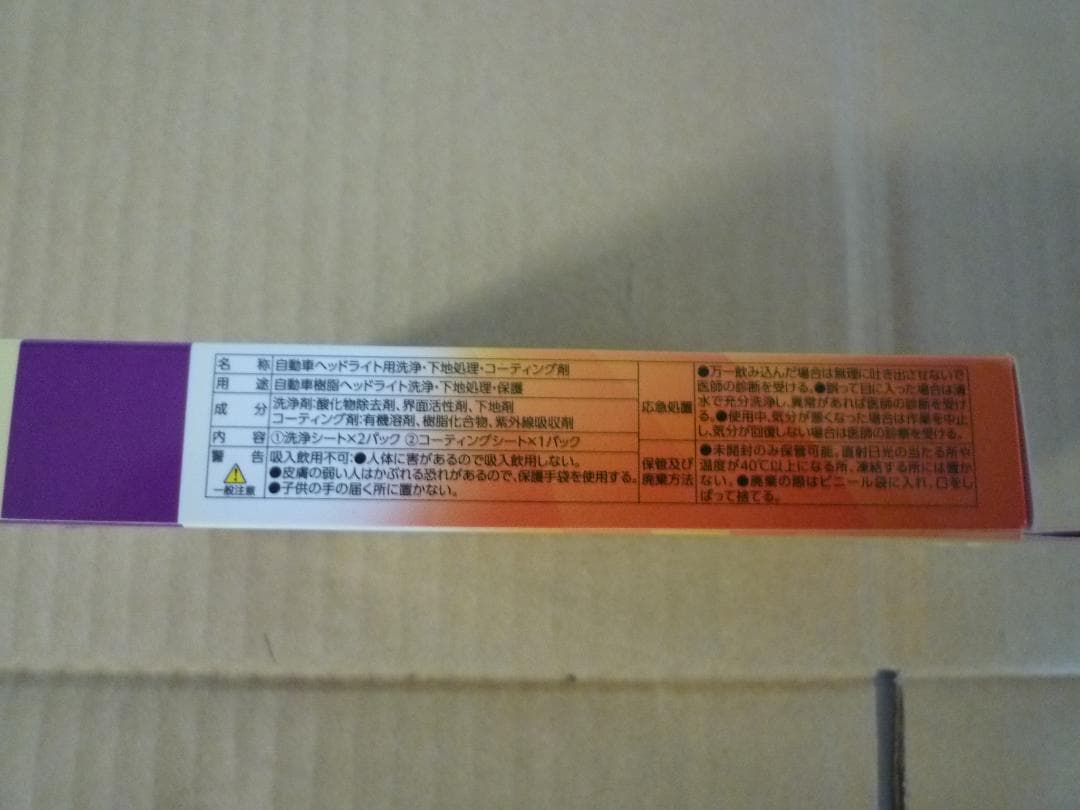 名称 自動車ヘッドライト用洗浄・下地処理・コーティング剤
用途 自動車樹脂ヘッドライト洗浄・下地処理・保護
成分 洗浄剤:酸化物除去剤、界面活性剤、下地剤
コーティング剤:有機溶剤、樹脂化合物、紫外線吸収剤
内容 ①洗浄シート×2パック ②コーティングシート×1パック
警告 吸入飲用不可:●人体に害があるので吸入飲用しない。
●皮膚の弱い人はかぶれる恐れがあるので、保護手袋を使用する。
一般注意 ●子供の手の届く所に置かない。
応急処置
●万一飲み込んだ場合は無理に吐き出させないで
医師の診断を受ける。●誤って目に入った場合は清
水で充分洗浄し、異常があれば医師の診断を受け
る。●使用中、気分が悪くなった場合は作業を中止
し、気分が回復しない場合は医師の診察を受ける。
保管及び
廃棄方法
●未開封のみ保管可能。直射日光の当たる所や
温度が40℃以上になる所、凍結する所には置か
ない。●廃棄の際はビニール袋に入れ、口をし
ばって捨てる。